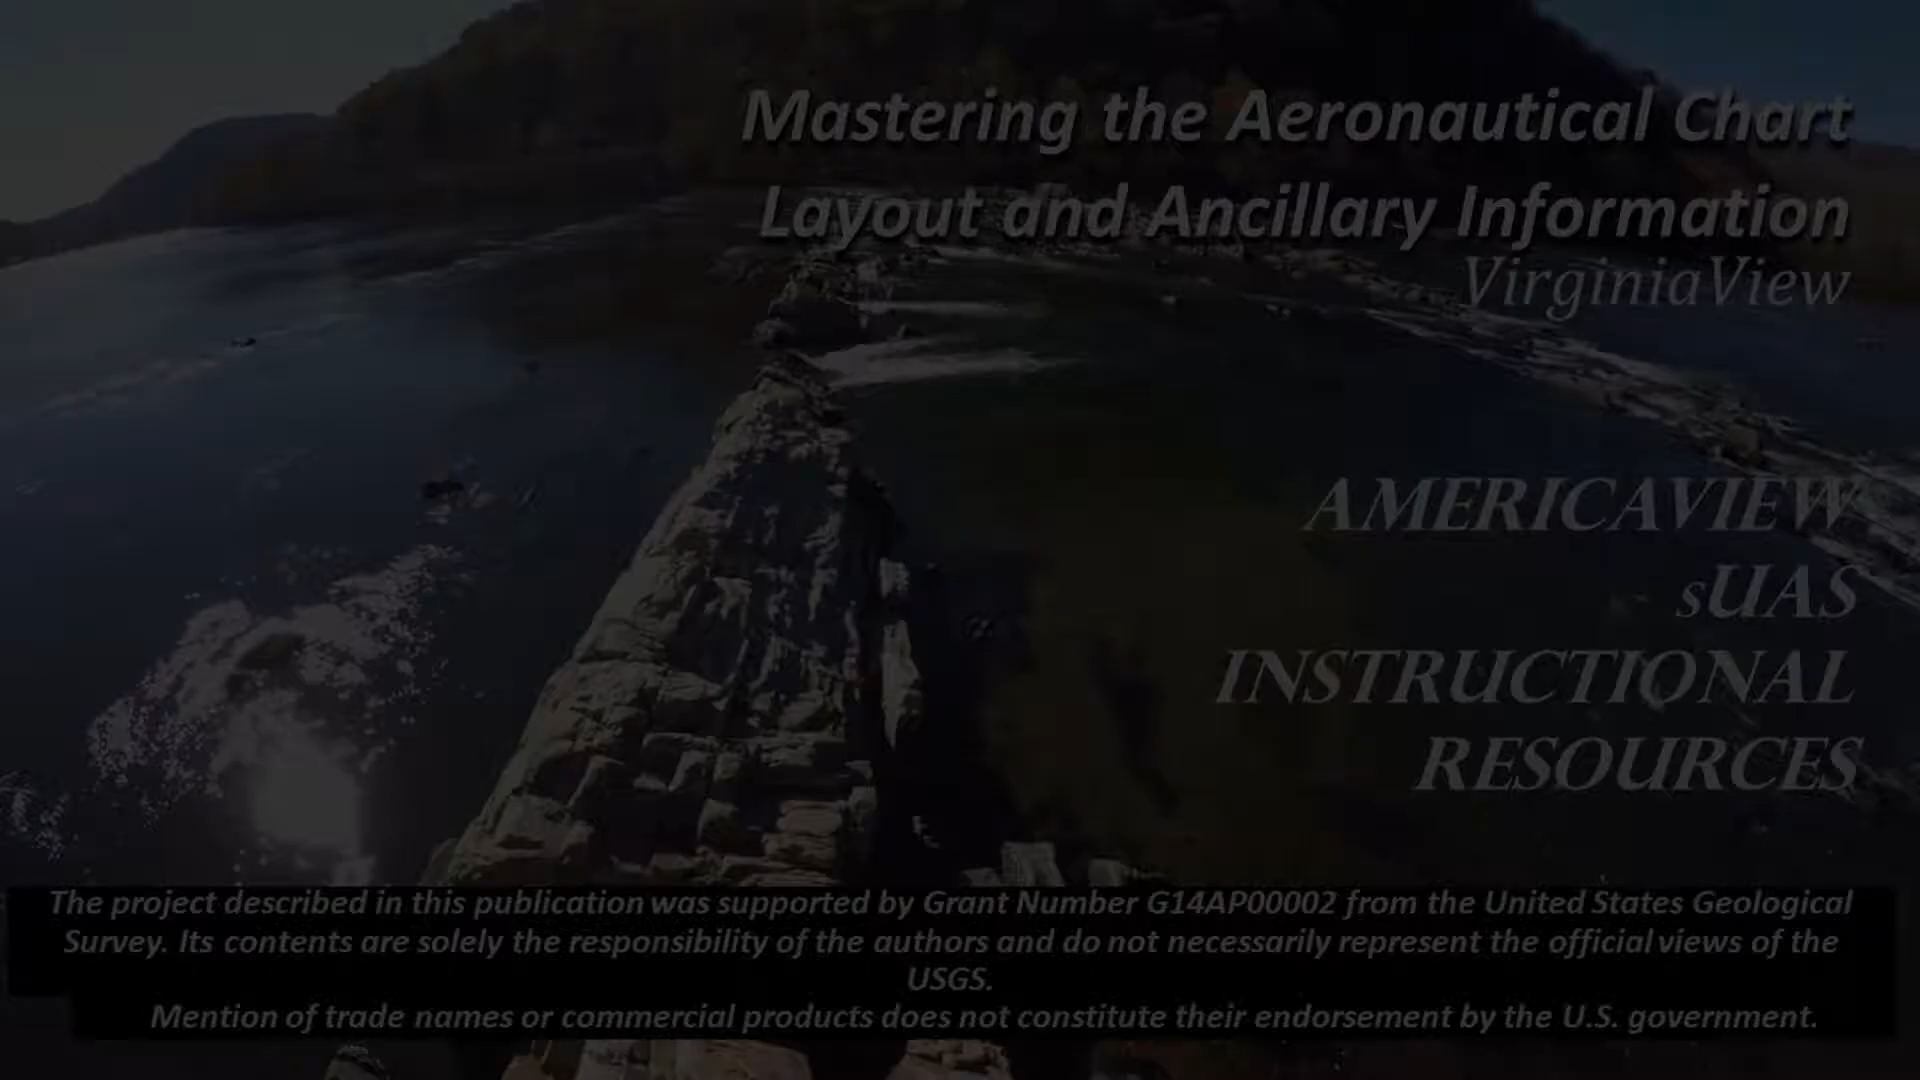 Mastering the Aeronautical Chart
Layout and Ancillary Information
VirginiaView
AMERICAVIEW
sUAS
INSTRUCTIONAL
RESOURCES
The project described in this publication was supported by Grant Number G14AP00002 from the United States Geological
Survey. Its contents are solely the responsibility of the authors and do not necessarily represent the official views of the
USGS.
Mention of trade names or commercial products does not constitute their endorsement by the U.S. government.